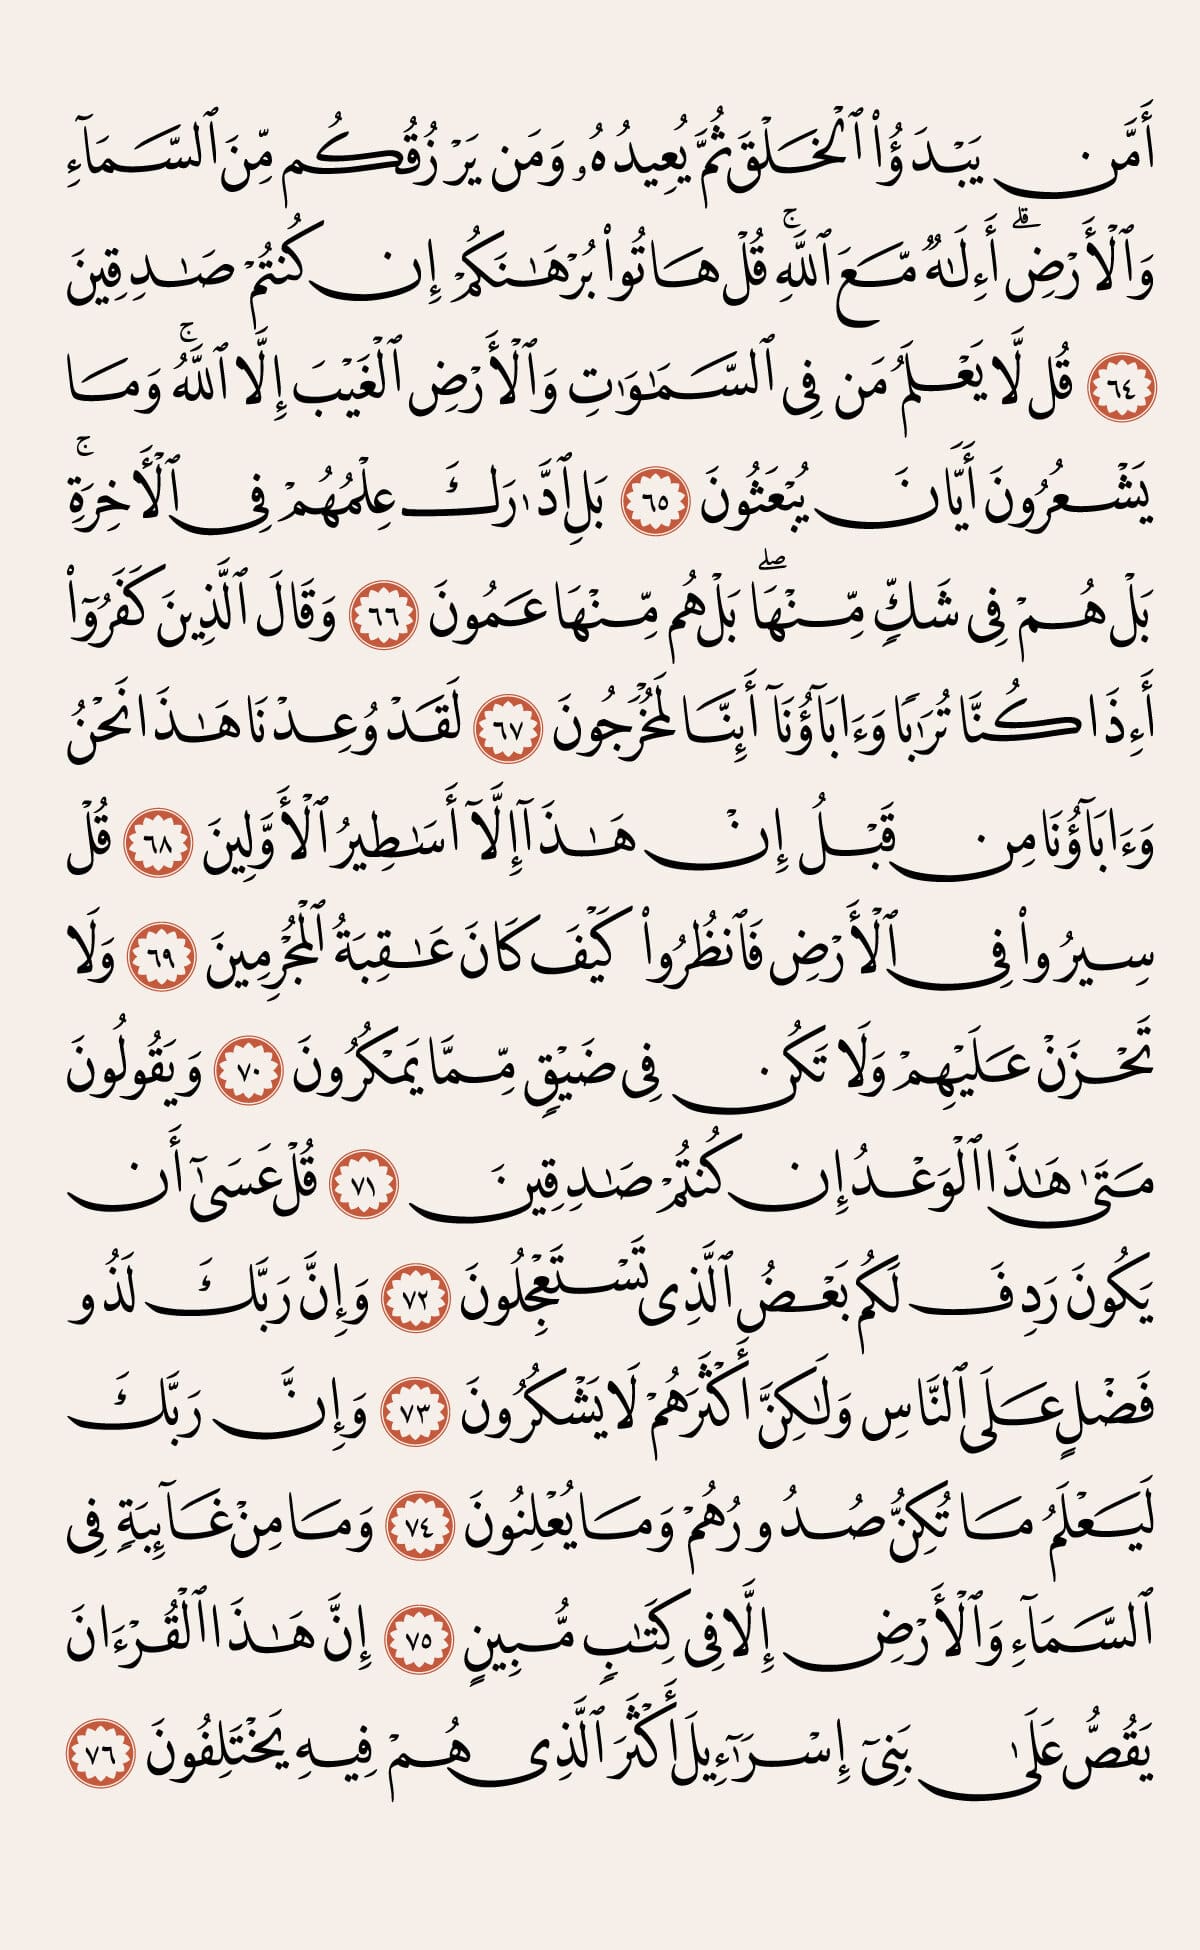 أَمَّن يَبْدَؤُا۟ ٱلْخَلْقَ ثُمَّ يُعِيدُهُۥ وَمَن يَرْزُقُكُم مِّنَ ٱلسَّمَآءِ
وَٱلْأَرْضِ ۗ أَءِلَـٰهٌ مَّعَ ٱللَّهِ ۚ قُلْ هَاتُوا۟ بُرْهَـٰنَكُمْ إِن كُنتُمْ صَـٰدِقِينَ
٦٤ قُل لَّا يَعْلَمُ مَن فِى ٱلسَّمَـٰوَٰتِ وَٱلْأَرْضِ ٱلْغَيْبَ إِلَّا ٱللَّهُ ۚ وَمَا
يَشْعُرُونَ أَيَّانَ يُبْعَثُونَ ٦٥ بَلِ ٱدَّٰرَكَ عِلْمُهُمْ فِى ٱلْـَٔاخِرَةِ ۚ
بَلْ هُمْ فِى شَكٍّ مِّنْهَا ۖ بَلْ هُم مِّنْهَا عَمُونَ ٦٦ وَقَالَ ٱلَّذِينَ كَفَرُوٓا۟
أَءِذَا كُنَّا تُرَٰبًا وَءَابَآؤُنَآ أَئِنَّا لَمُخْرَجُونَ ٦٧ لَقَدْ وُعِدْنَا هَـٰذَا نَحْنُ
وَءَابَآؤُنَا مِن قَبْلُ إِنْ هَـٰذَآ إِلَّآ أَسَـٰطِيرُ ٱلْأَوَّلِينَ ٦٨ قُلْ
سِيرُوا۟ فِى ٱلْأَرْضِ فَٱنظُرُوا۟ كَيْفَ كَانَ عَـٰقِبَةُ ٱلْمُجْرِمِينَ ٦٩ وَلَا
تَحْزَنْ عَلَيْهِمْ وَلَا تَكُن فِى ضَيْقٍ مِّمَّا يَمْكُرُونَ ٧٠ وَيَقُولُونَ
مَتَىٰ هَـٰذَا ٱلْوَعْدُ إِن كُنتُمْ صَـٰدِقِينَ ٧١ قُلْ عَسَىٰٓ أَن
يَكُونَ رَدِفَ لَكُم بَعْضُ ٱلَّذِى تَسْتَعْجِلُونَ ٧٢ وَإِنَّ رَبَّكَ لَذُو
فَضْلٍ عَلَى ٱلنَّاسِ وَلَـٰكِنَّ أَكْثَرَهُمْ لَا يَشْكُرُونَ ٧٣ وَإِنَّ رَبَّكَ
لَيَعْلَمُ مَا تُكِنُّ صُدُورُهُمْ وَمَا يُعْلِنُونَ ٧٤ وَمَا مِنْ غَآئِبَةٍ فِى
ٱلسَّمَآءِ وَٱلْأَرْضِ إِلَّا فِى كِتَـٰبٍ مُّبِينٍ ٧٥ إِنَّ هَـٰذَا ٱلْقُرْءَانَ
يَقُصُّ عَلَىٰ بَنِىٓ إِسْرَٰٓءِيلَ أَكْثَرَ ٱلَّذِى هُمْ فِيهِ يَخْتَلِفُونَ ٧٦